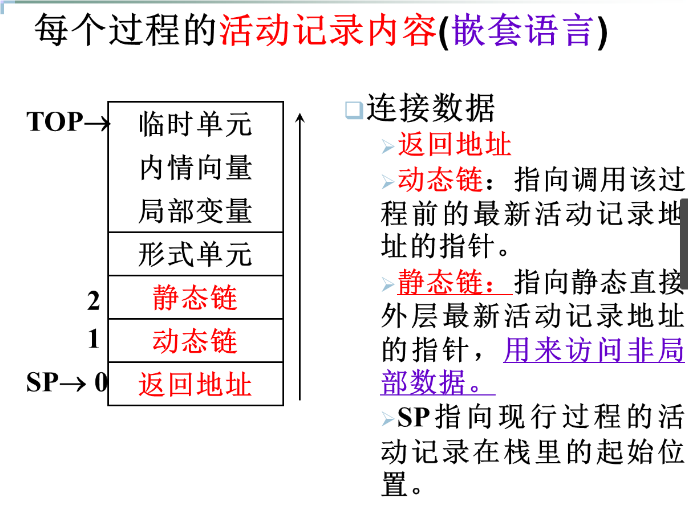 每个过程的活动记录内容(嵌套语言)
TOP→
临时单元
内情向量
局部变量
形式单元
2
静态链
1
动态链
SP→ 0
返回地址
连接数据
返回地址
动态链：指向调用该过
程前的最新活动记录地
址的指针。
静态链：指向静态直接
外层最新活动记录地址
的指针，用来访问非局
部数据。
SP指向现行过程的活
动记录在栈里的起始位
置。